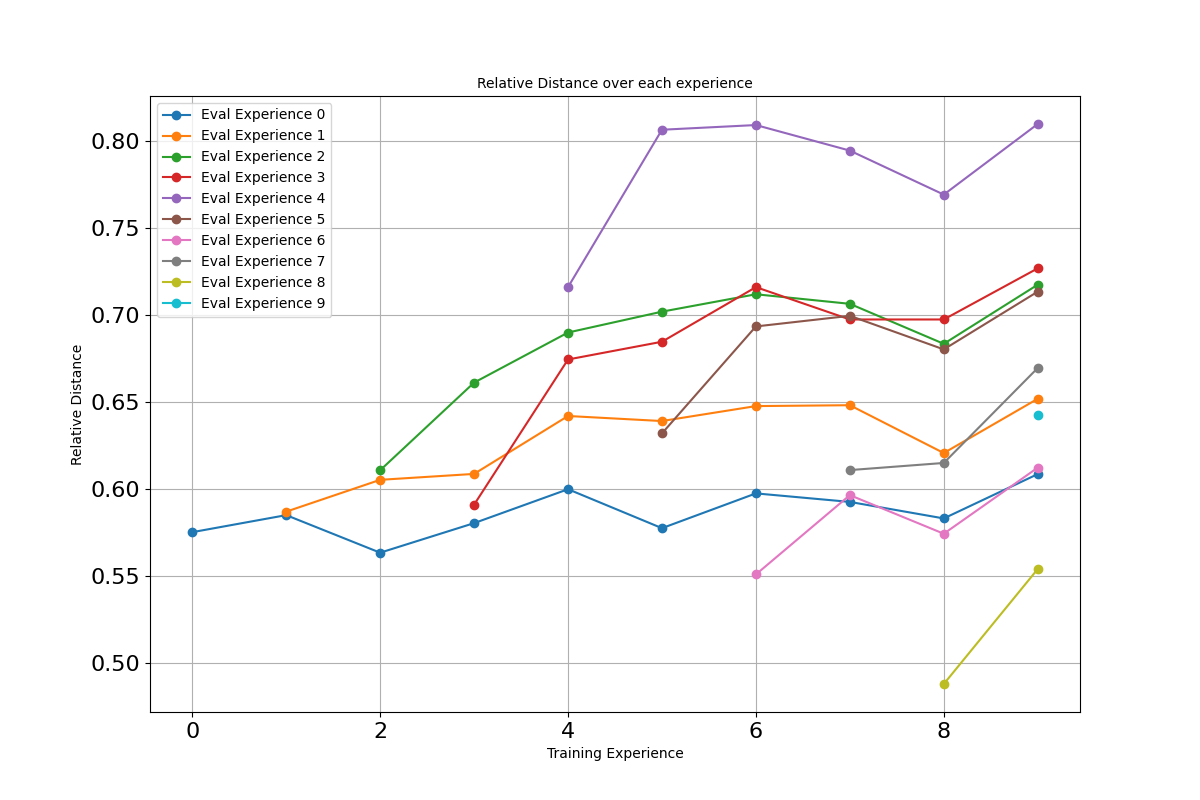 Relative Distance over each experience
Eval Experience 0
Eval Experience 1
Eval Experience 2
Eval Experience 3
Eval Experience 4
Eval Experience 5
Eval Experience 6
Eval Experience 7
Eval Experience 8
Eval Experience 9
0.80
0.75
0.70
0.65
0.60
0.55
0.50
Relative Distance
0 2 4 6 8
Training Experience